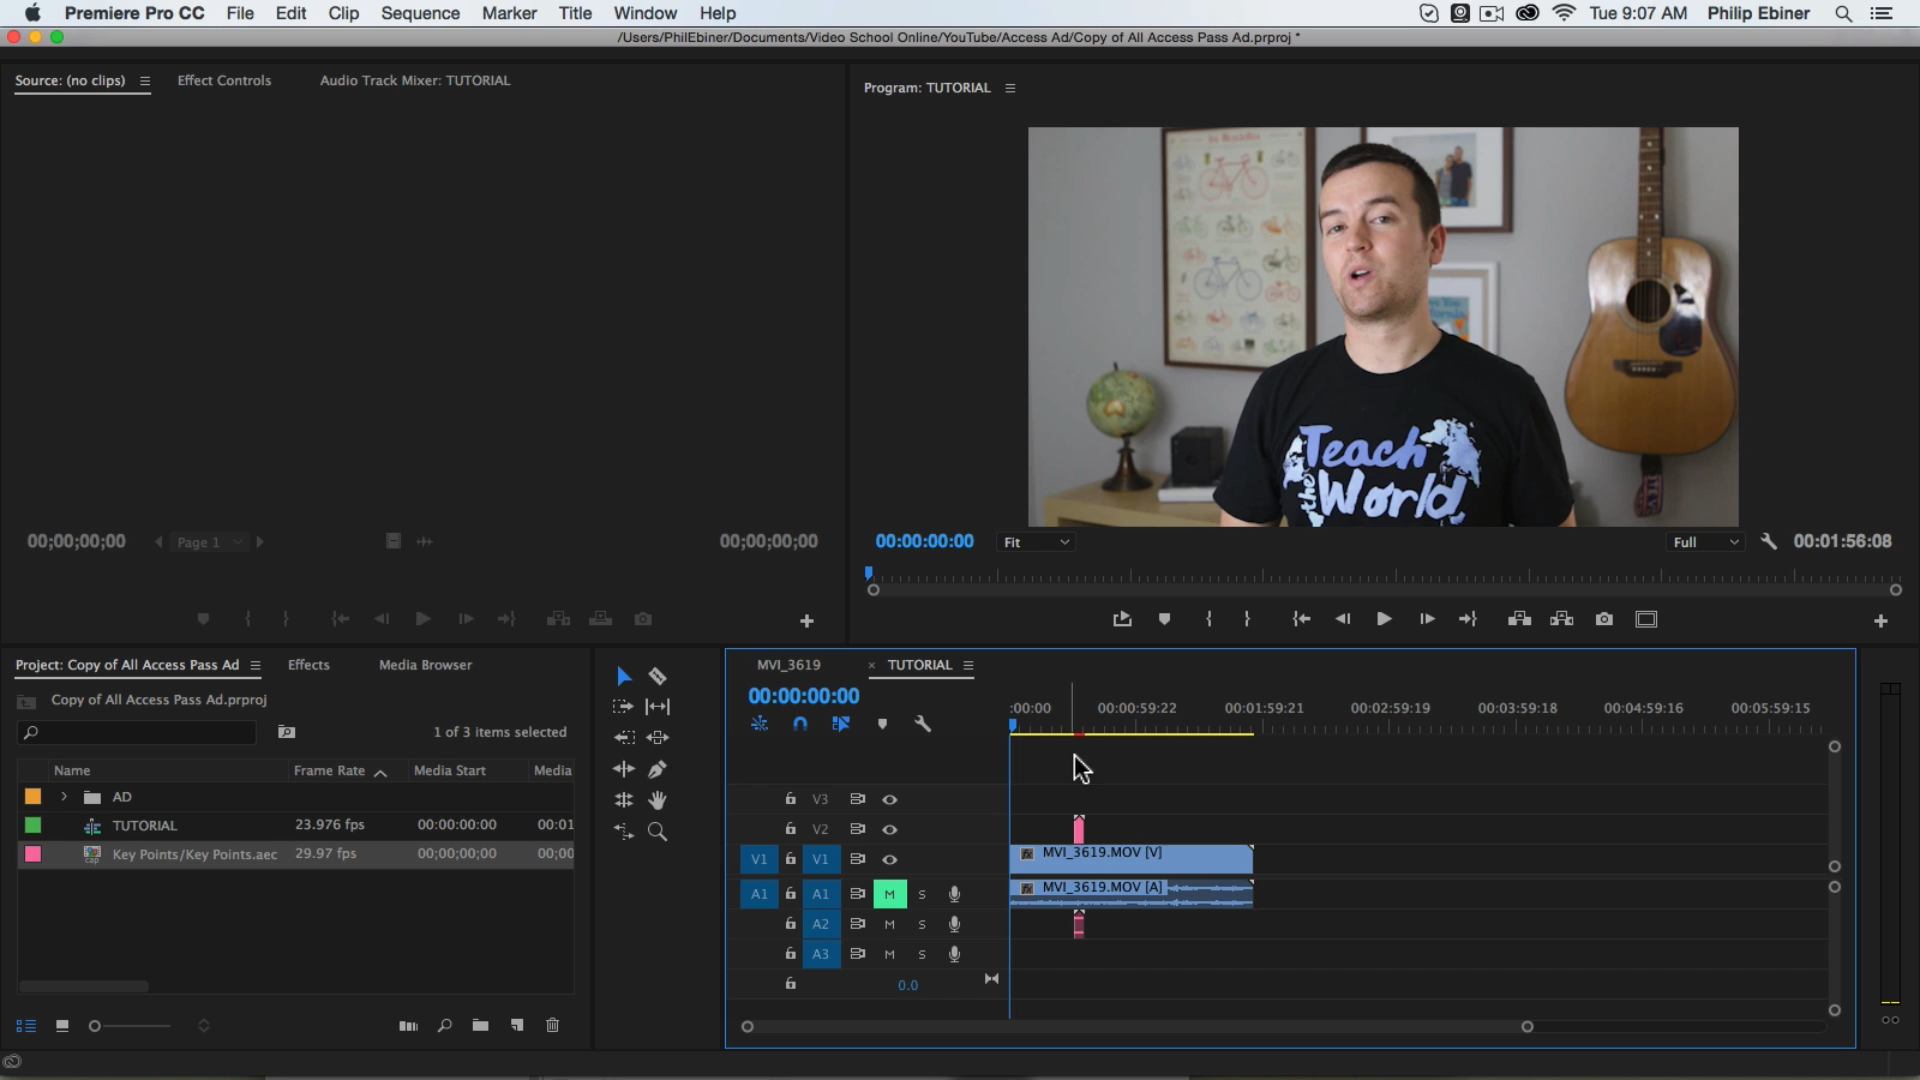 Premiere Pro CC File Edit Clip Sequence Marker Title Window Help Tue 9:07 AM Philip Ebiner
/Users/PhilEbiner/Documents/Video School Online/YouTube/Access Ad/Copy of All Access Pass Ad.prproj *
Source: (no clips) Effect Controls Audio Track Mixer: TUTORIAL
Program: TUTORIAL
Teach
the
World
00;00;00;00 Page 1 00;00;00;00
00:00:00:00 Fit Full 00:01:56:08
Project: Copy of All Access Pass Ad Effects Media Browser
Copy of All Access Pass Ad.prproj
1 of 3 items selected
Name Frame Rate Media Start Media
AD
TUTORIAL 23.976 fps 00:00:00:00 00:01
Key Points/Key Points.aec 29.97 fps 00;00;00;00 00;00
MVI_3619 × TUTORIAL
00:00:00:00
:00:00 00:00:59:22 00:01:59:21 00:02:59:19 00:03:59:18 00:04:59:16 00:05:59:15
V3
V2
V1 V1 MVI_3619.MOV [V]
A1 A1 M S MVI_3619.MOV [A]
A2 M S
A3 M S
0.0